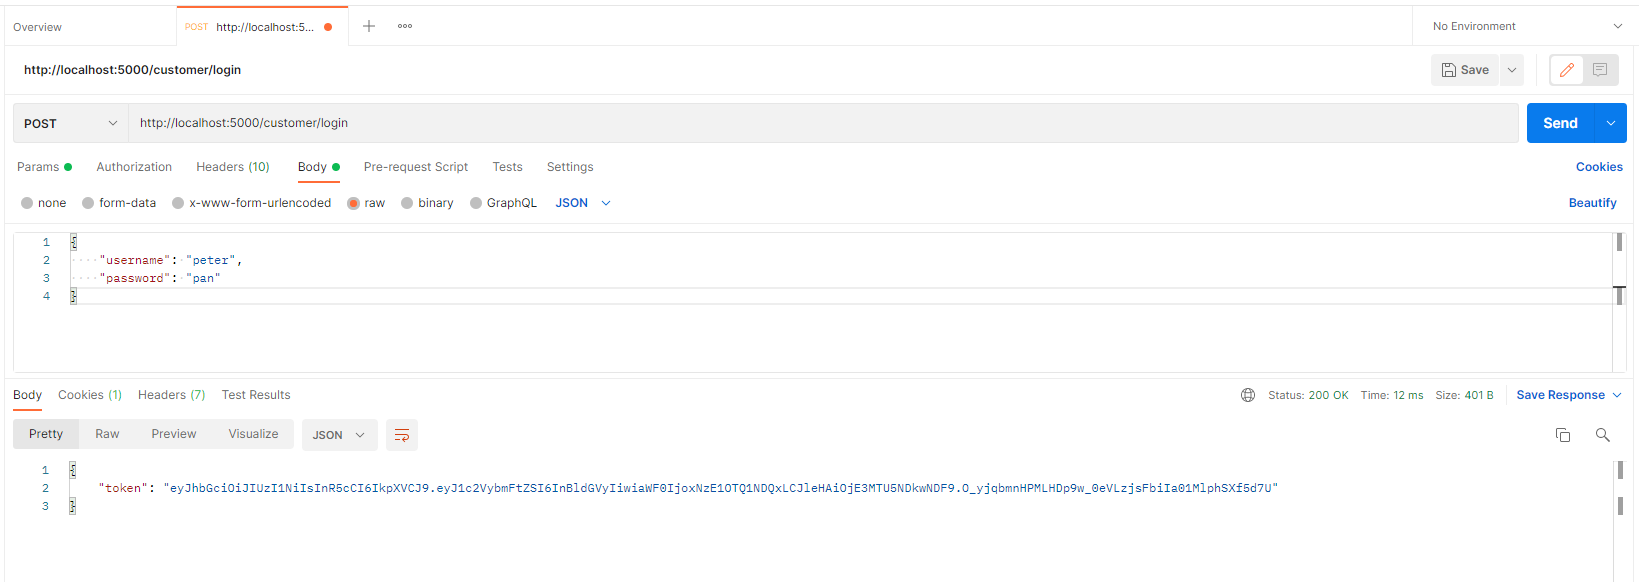 Overview
POST http://localhost:5...
No Environment
http://localhost:5000/customer/login
Save
POST http://localhost:5000/customer/login
Send
Params Authorization Headers (10) Body Pre-request Script Tests Settings Cookies
none form-data x-www-form-urlencoded raw binary GraphQL JSON Beautify
1 {
2 "username": "peter",
3 "password": "pan"
4 }
Body Cookies (1) Headers (7) Test Results Status: 200 OK Time: 12 ms Size: 401 B Save Response
Pretty Raw Preview Visualize JSON
1 {
2 "token": "eyJhbGciOiJIUzI1NiIsInR5cCI6IkpXVCJ9.eyJ1c2VybmFtZSI6InBldGVyIiwiaWF0IjoxNzE1OTQ1NDQxLCJleHAiOjE3MTU5NDkwNDF9.O_yjqbmnHPMLHDp9w_0eVLzjsFbiIa01MlphSXf5d7U"
3 }